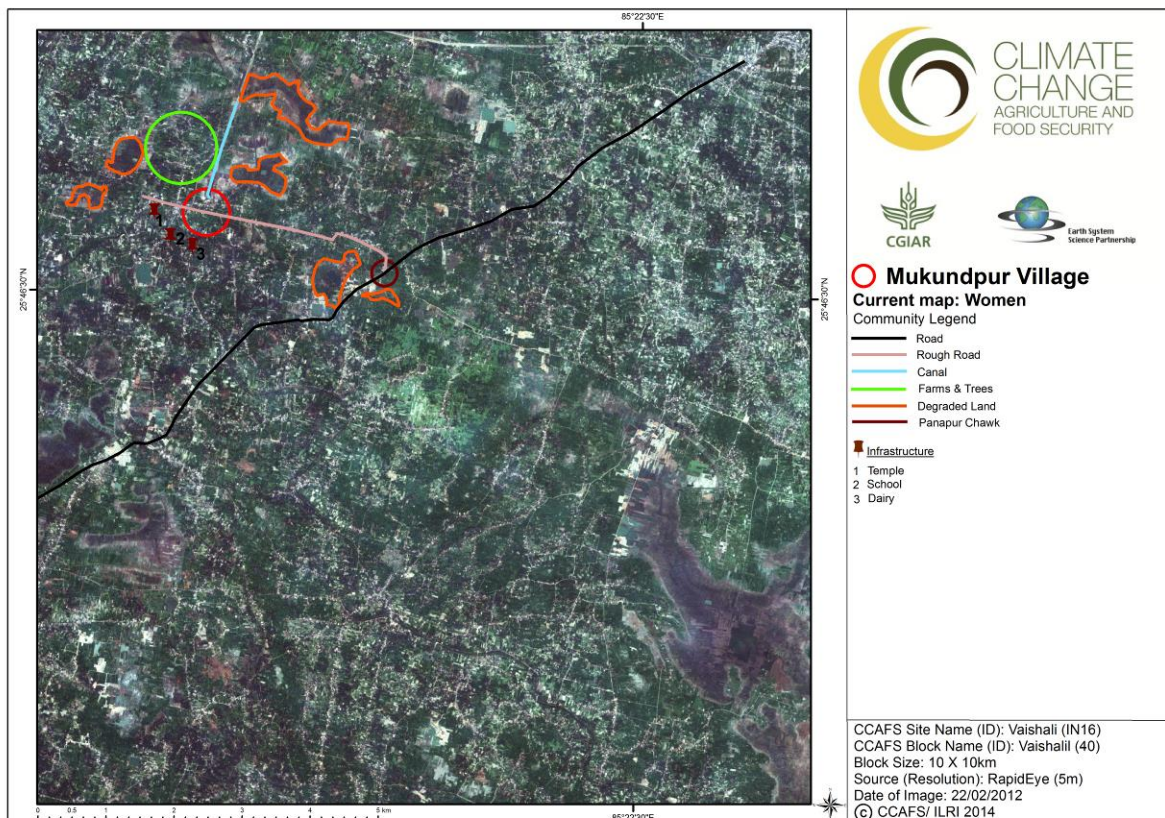 85°22'30"E
25°46'30"N
1
2
3
25°46'30"N
0 0.5 1 2 3 4 5 km
85°22'30"E
CLIMATE
CHANGE
AGRICULTURE AND
FOOD SECURITY
CGIAR
Earth System
Science Partnership
Mukundpur Village
Current map: Women
Community Legend
Road
Rough Road
Canal
Farms & Trees
Degraded Land
Panapur Chawk
Infrastructure
1 Temple
2 School
3 Dairy
CCAFS Site Name (ID): Vaishali (IN16)
CCAFS Block Name (ID): Vaishalil (40)
Block Size: 10 X 10km
Source (Resolution): RapidEye (5m)
Date of Image: 22/02/2012
© CCAFS/ ILRI 2014